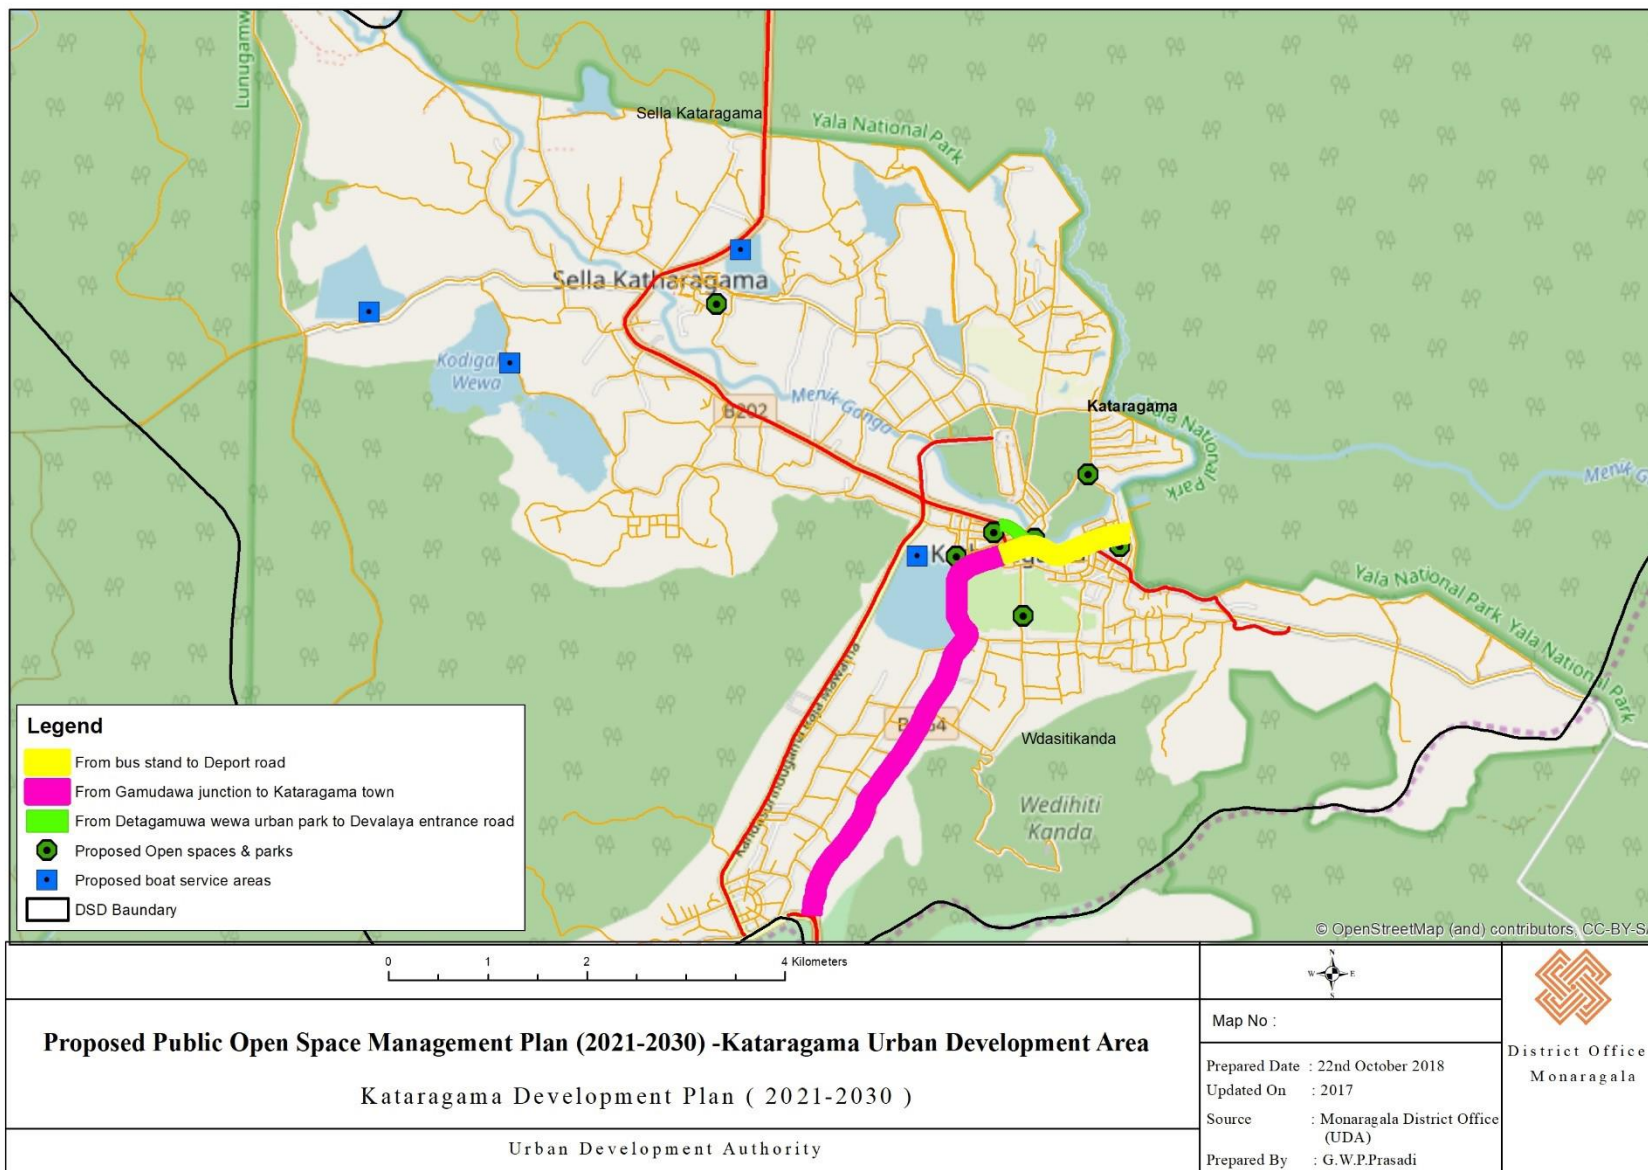 Lunugamw
Sella Kataragama
Yala National Park
Sella Katharagama
Wewa
B202
Menik Ganga
Kataragama
Yala National
Park
Menik G
Yala National Park Yala National Park
Wdasitikanda
Wedihiti
Kanda
Legend
From bus stand to Deport road
From Gamudawa junction to Kataragama town
From Detagamuwa wewa urban park to Devalaya entrance road
Proposed Open spaces & parks
Proposed boat service areas
DSD Baundary
© OpenStreetMap (and) contributors, CC-BY-SA
0 1 2 4 Kilometers
N
W E
S
Proposed Public Open Space Management Plan (2021-2030) -Kataragama Urban Development Area
Kataragama Development Plan ( 2021-2030 )
Urban Development Authority
Map No :
Prepared Date : 22nd October 2018
Updated On : 2017
Source : Monaragala District Office
(UDA)
Prepared By : G.W.P.Prasadi
District Office
Monaragala